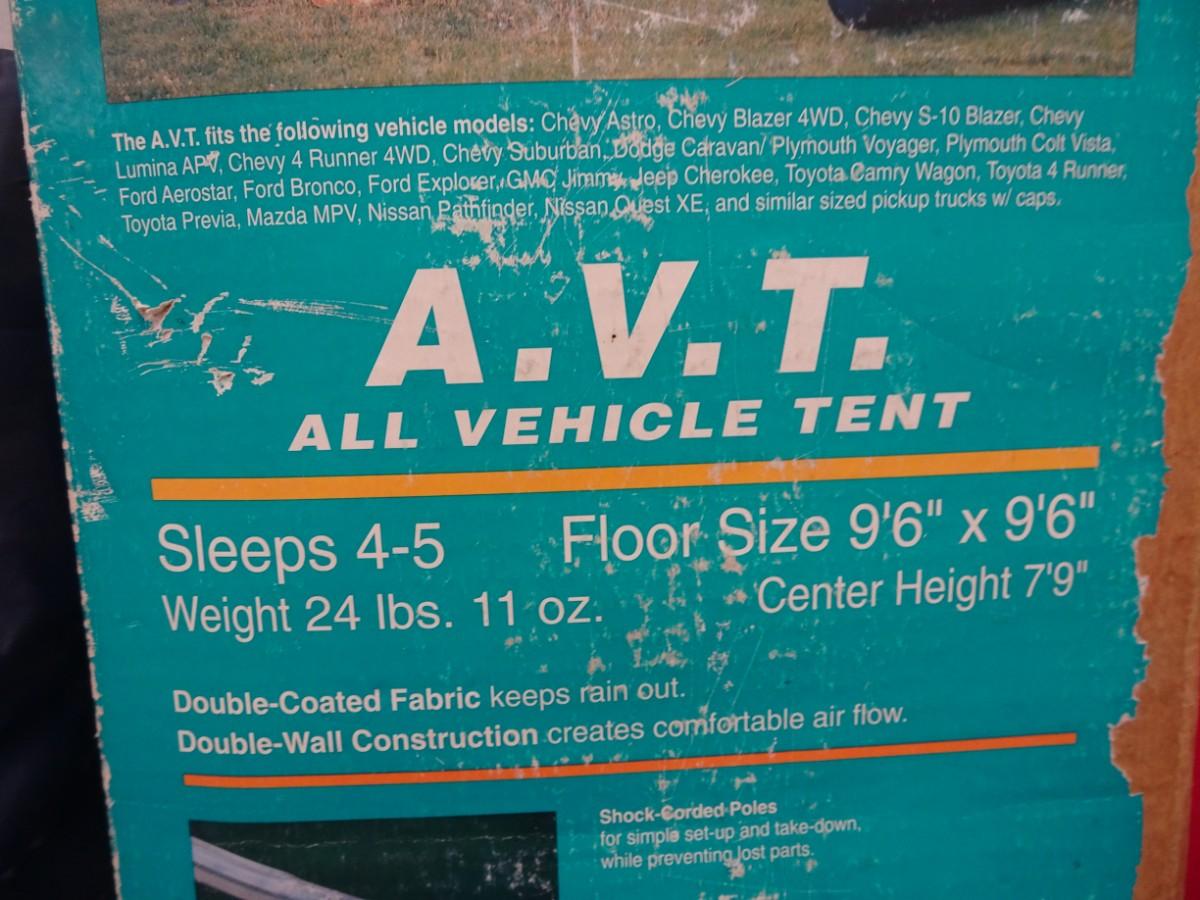 The A.V.T. fits the following vehicle models: Chevy Astro, Chevy Blazer 4WD, Chevy S-10 Blazer, Chevy
Lumina APV, Chevy 4 Runner 4WD, Chevy Suburban, Dodge Caravan/ Plymouth Voyager, Plymouth Colt Vista,
Ford Aerostar, Ford Bronco, Ford Explorer, GMC Jimmy, Jeep Cherokee, Toyota Camry Wagon, Toyota 4 Runner,
Toyota Previa, Mazda MPV, Nissan Pathfinder, Nissan Quest XE, and similar sized pickup trucks w/ caps.
A.V.T.
ALL VEHICLE TENT
Sleeps 4-5 Floor Size 9'6" x 9'6"
Weight 24 lbs. 11 oz. Center Height 7'9"
Double-Coated Fabric keeps rain out.
Double-Wall Construction creates comfortable air flow.
Shock-Corded Poles
for simple set-up and take-down,
while preventing lost parts.